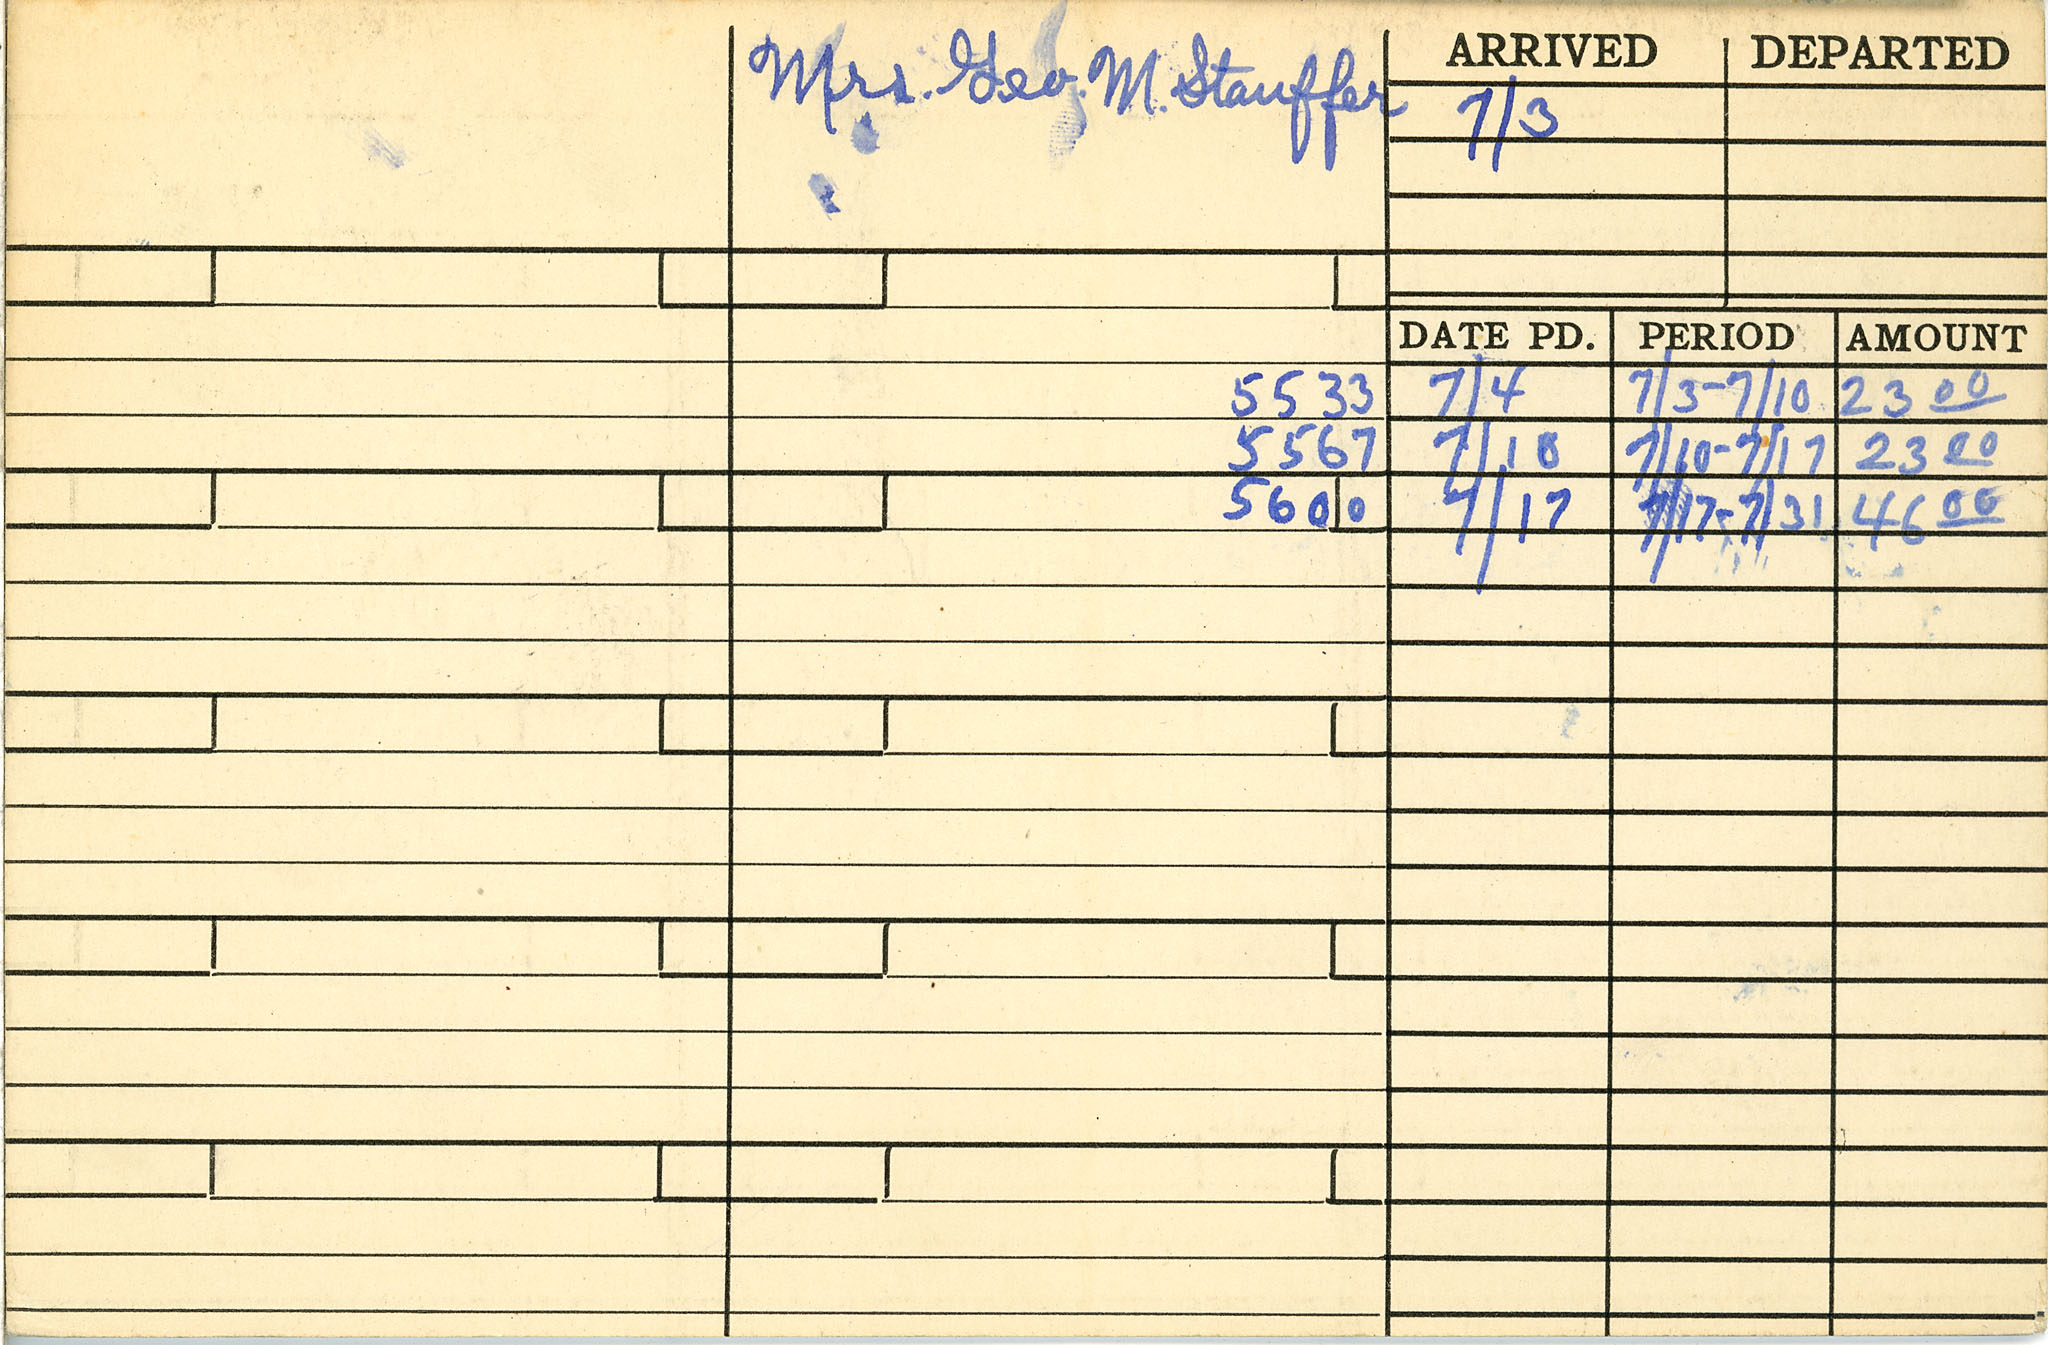 Mrs. Geo. M. Stauffer
ARRIVED DEPARTED
7/3
DATE PD. PERIOD AMOUNT
5533 7/4 7/3-7/10 23 00
5567 7/18 7/10-7/17 23 00
5600 7/17 7/17-7/31 46 00